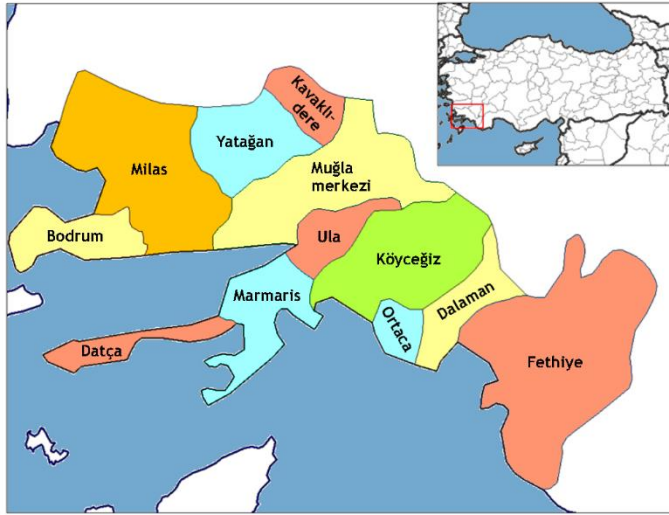 Kavaklı-
dere
Yatağan
Milas
Muğla
merkezi
Bodrum
Ula
Köyceğiz
Marmaris
Ortaca
Dalaman
Datça
Fethiye